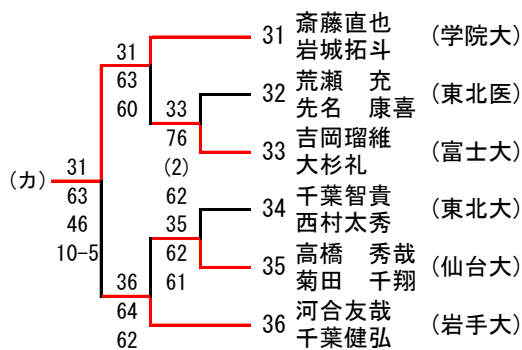 31 斎藤直也 (学院大)
岩城拓斗
31
63
60
32 荒瀬　充 (東北医)
先名　康喜
33
76
(2)
62
33 吉岡瑠維 (富士大)
大杉礼
(カ)
31
63
46
10-5
34 千葉智貴 (東北大)
西村太秀
35
62
61
35 高橋　秀哉 (仙台大)
菊田　千翔
36
64
62
36 河合友哉 (岩手大)
千葉健弘